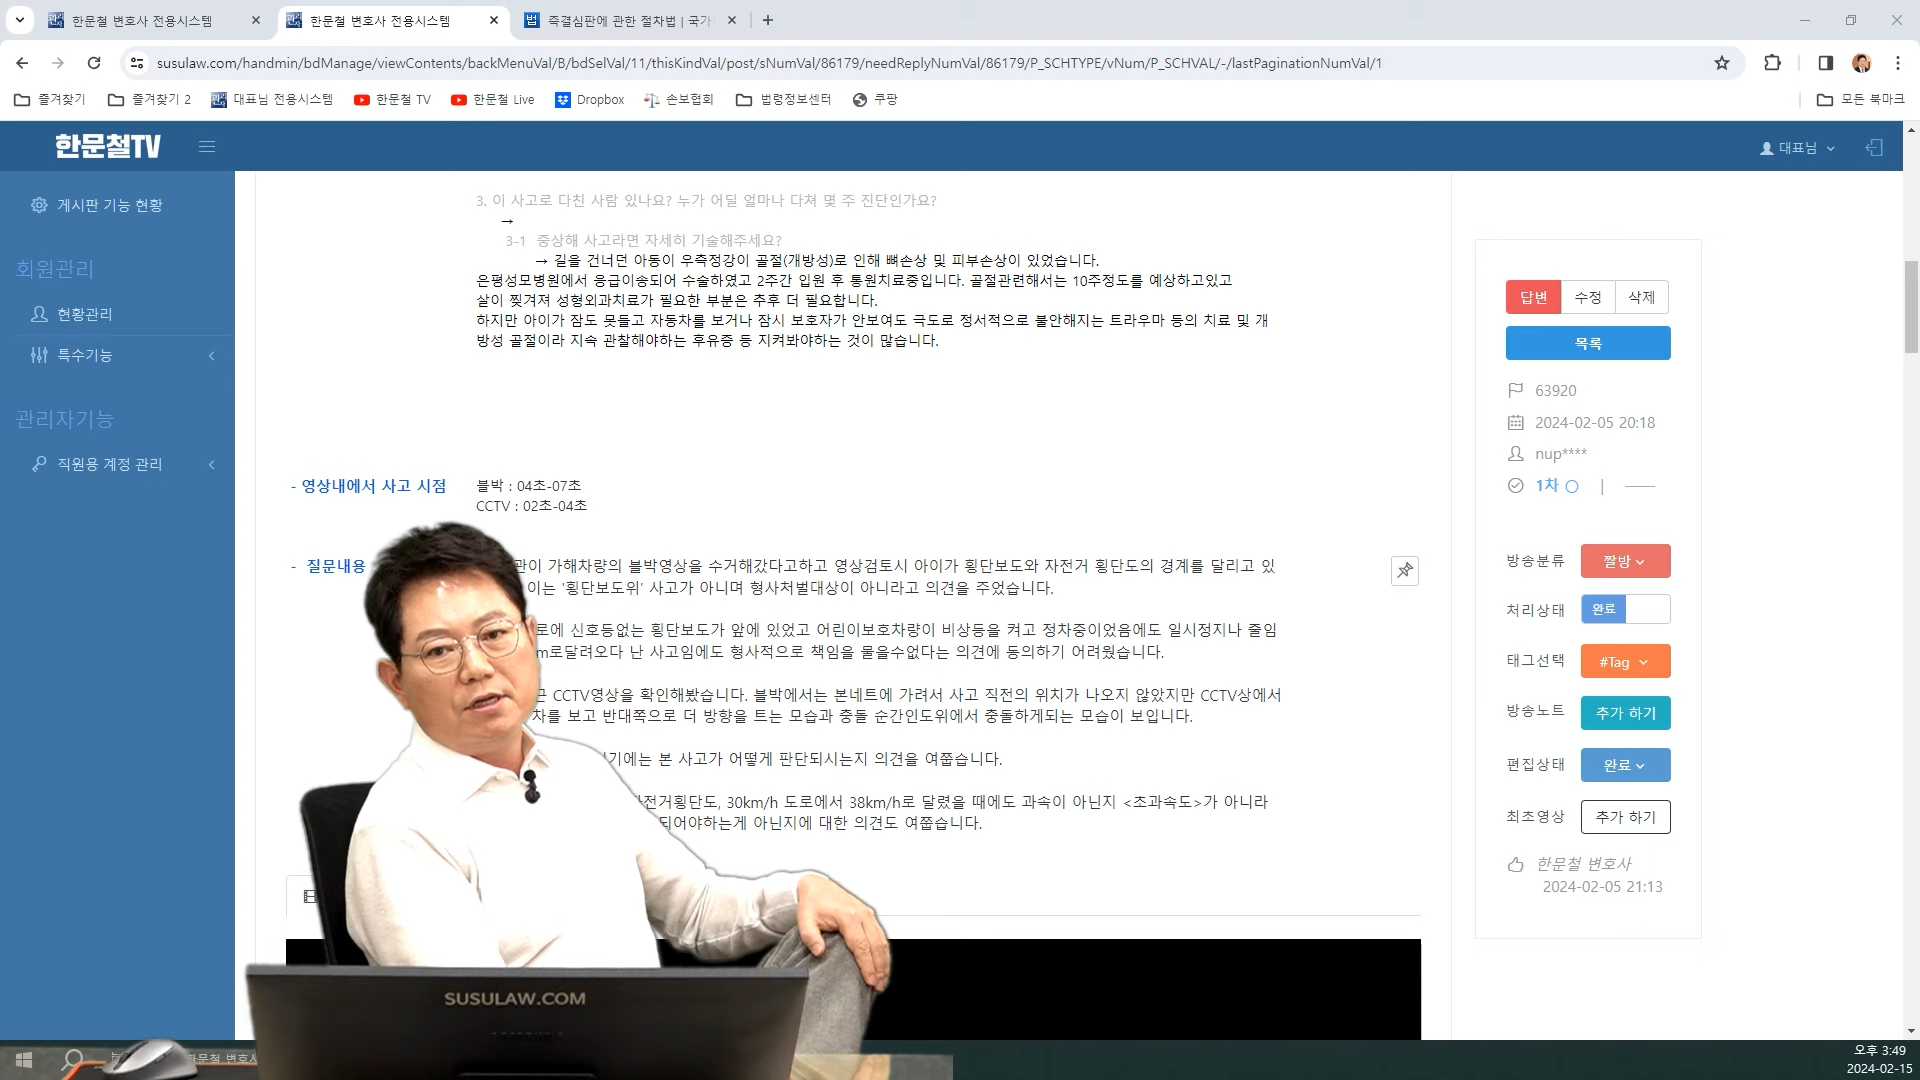 한문철 변호사 전용시스템
한문철 변호사 전용시스템
즉결심판에 관한 절차법 | 국가
susulaw.com/handmin/bdManage/viewContents/backMenuVal/B/bdSelVal/11/thisKindVal/post/sNumVal/86179/needReplyNumVal/86179/P_SCHTYPE/vNum/P_SCHVAL/-/lastPaginationNumVal/1
즐겨찾기
즐겨찾기 2
대표님 전용시스템
한문철 TV
한문철 Live
Dropbox
손보협회
법령정보센터
쿠팡
모든 북마크
한문철TV
대표님
게시판 기능 현황
회원관리
현황관리
특수기능
관리자기능
직원용 계정 관리
3. 이 사고로 다친 사람 있나요? 누가 어딜 얼마나 다쳐 몇 주 진단인가요?
→
3-1 중상해 사고라면 자세히 기술해주세요?
→ 길을 건너던 아동이 우측정강이 골절(개방성)로 인해 뼈손상 및 피부손상이 있었습니다.
은평성모병원에서 응급이송되어 수술하였고 2주간 입원 후 통원치료중입니다. 골절관련해서는 10주정도를 예상하고있고
살이 찢겨져 성형외과치료가 필요한 부분은 추후 더 필요합니다.
하지만 아이가 잠도 못들고 자동차를 보거나 잠시 보호자가 안보여도 극도로 정서적으로 불안해지는 트라우마 등의 치료 및 개
방성 골절이라 지속 관찰해야하는 후유증 등 지켜봐야하는 것이 많습니다.
- 영상내에서 사고 시점
블박 : 04초-07초
CCTV : 02초-04초
- 질문내용
관이 가해차량의 블박영상을 수거해갔다고하고 영상검토시 아이가 횡단보도와 자전거 횡단도의 경계를 달리고 있
이는 '횡단보도위' 사고가 아니며 형사처벌대상이 아니라고 의견을 주었습니다.
로에 신호등없는 횡단보도가 앞에 있었고 어린이보호차량이 비상등을 켜고 정차중이었음에도 일시정지나 줄임
m로달려오다 난 사고임에도 형사적으로 책임을 물을수없다는 의견에 동의하기 어려웠습니다.
근 CCTV영상을 확인해봤습니다. 블박에서는 본네트에 가려서 사고 직전의 위치가 나오지 않았지만 CCTV상에서
차를 보고 반대쪽으로 더 방향을 트는 모습과 충돌 순간인도위에서 충돌하게되는 모습이 보입니다.
기에는 본 사고가 어떻게 판단되시는지 의견을 여쭙습니다.
자전거횡단도, 30km/h 도로에서 38km/h로 달렸을 때에도 과속이 아닌지 <초과속도>가 아니라
되어야하는게 아닌지에 대한 의견도 여쭙습니다.
답변
수정
삭제
목록
63920
2024-02-05 20:18
nup****
1차 ○ |
방송분류
짤방
처리상태
완료
태그선택
#Tag
방송노트
추가 하기
편집상태
완료
최초영상
추가 하기
한문철 변호사
2024-02-05 21:13
SUSULAW.COM
한문철 변호사
오후 3:49
2024-02-15